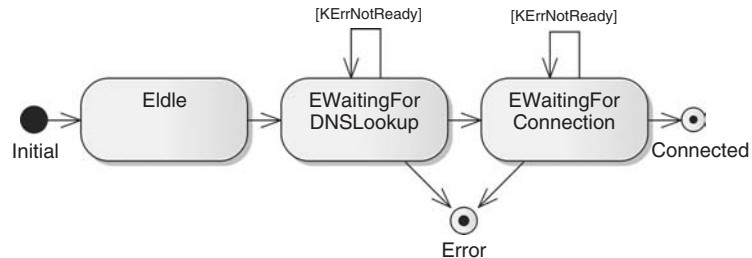 [KErrNotReady]
[KErrNotReady]
EIdle
EWaitingFor
DNSLookup
EWaitingFor
Connection
Initial
Connected
Error